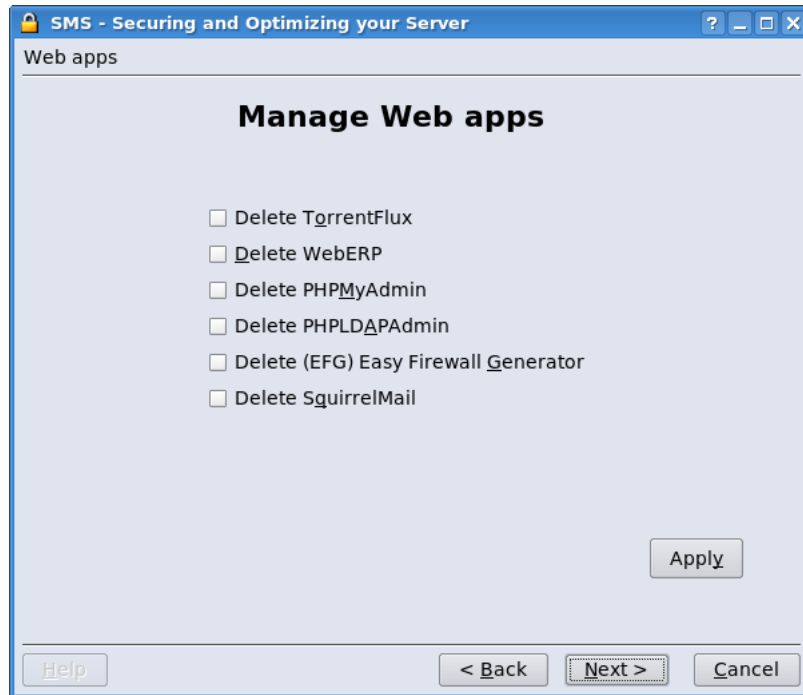 SMS - Securing and Optimizing your Server
Web apps
Manage Web apps
Delete TorrentFlux
Delete WebERP
Delete PHPMyAdmin
Delete PHPLDAPAdmin
Delete (EFG) Easy Firewall Generator
Delete SquirrelMail
Apply
Help < Back Next > Cancel